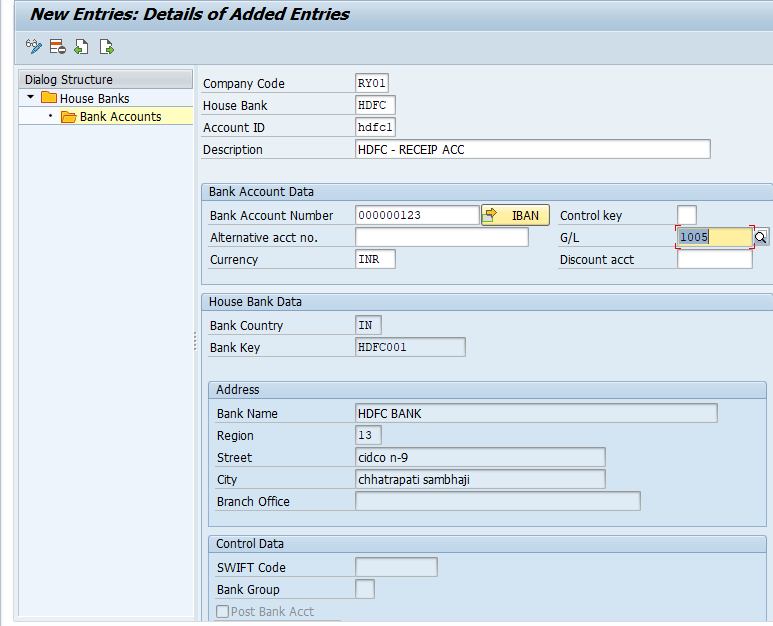 New Entries: Details of Added Entries
Dialog Structure
House Banks
Bank Accounts
Company Code RY01
House Bank HDFC
Account ID hdfc1
Description HDFC - RECEIP ACC
Bank Account Data
Bank Account Number 000000123 IBAN Control key
Alternative acct no. G/L 1005
Currency INR Discount acct
House Bank Data
Bank Country IN
Bank Key HDFC001
Address
Bank Name HDFC BANK
Region 13
Street cidco n-9
City chhatrapati sambhaji
Branch Office
Control Data
SWIFT Code
Bank Group
Post Bank Acct